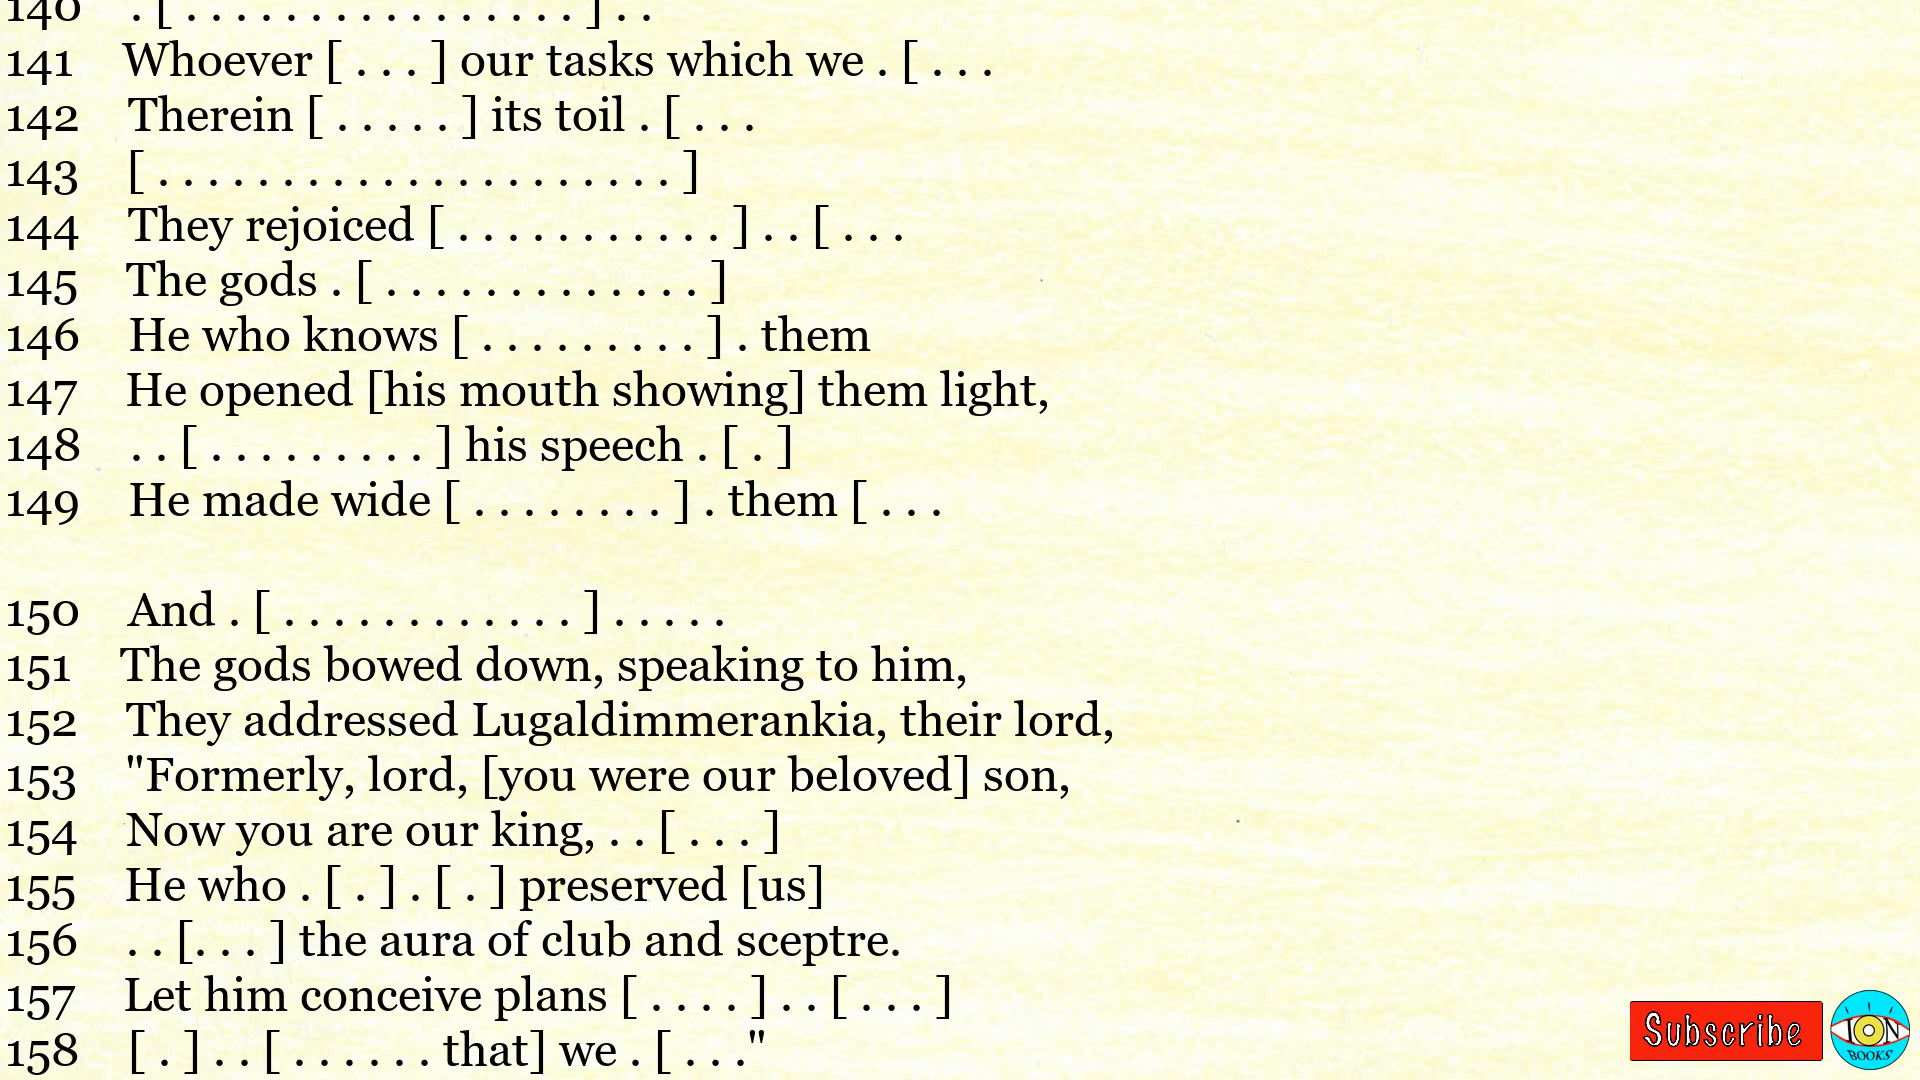 140 . [ . . . . . . . . . . . . . . . . ] . .
141 Whoever [ . . . ] our tasks which we . [ . . .
142 Therein [ . . . . . ] its toil . [ . . .
143 [ . . . . . . . . . . . . . . . . . . . . . ]
144 They rejoiced [ . . . . . . . . . . . ] . . [ . . .
145 The gods . [ . . . . . . . . . . . . . ]
146 He who knows [ . . . . . . . . . ] . them
147 He opened [his mouth showing] them light,
148 . . [ . . . . . . . . . ] his speech . [ . ]
149 He made wide [ . . . . . . . . ] . them [ . . .
150 And . [ . . . . . . . . . . . . ] . . . . .
151 The gods bowed down, speaking to him,
152 They addressed Lugaldimmerankia, their lord,
153 "Formerly, lord, [you were our beloved] son,
154 Now you are our king, . . [ . . . ]
155 He who . [ . ] . [ . ] preserved [us]
156 . . [. . . ] the aura of club and sceptre.
157 Let him conceive plans [ . . . . ] . . [ . . . ]
158 [ . ] . . [ . . . . . . that] we . [ . . ."
Subscribe
ION
BOOKS